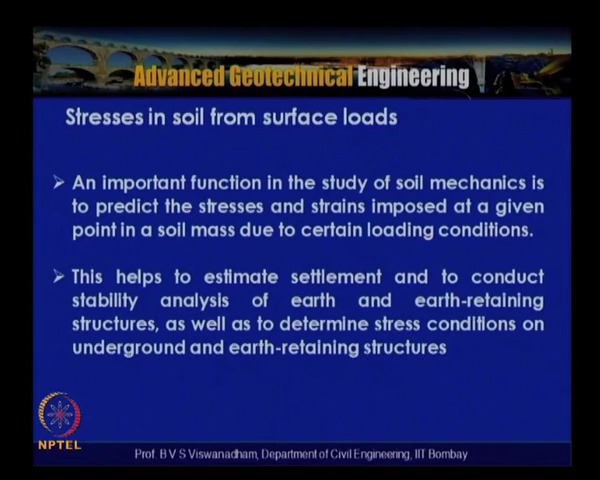 Advanced Geotechnical Engineering
Stresses in soil from surface loads
➢ An important function in the study of soil mechanics is
to predict the stresses and strains imposed at a given
point in a soil mass due to certain loading conditions.
➢ This helps to estimate settlement and to conduct
stability analysis of earth and earth-retaining
structures, as well as to determine stress conditions on
underground and earth-retaining structures
NPTEL
Prof. B V S Viswanadham, Department of Civil Engineering, IIT Bombay